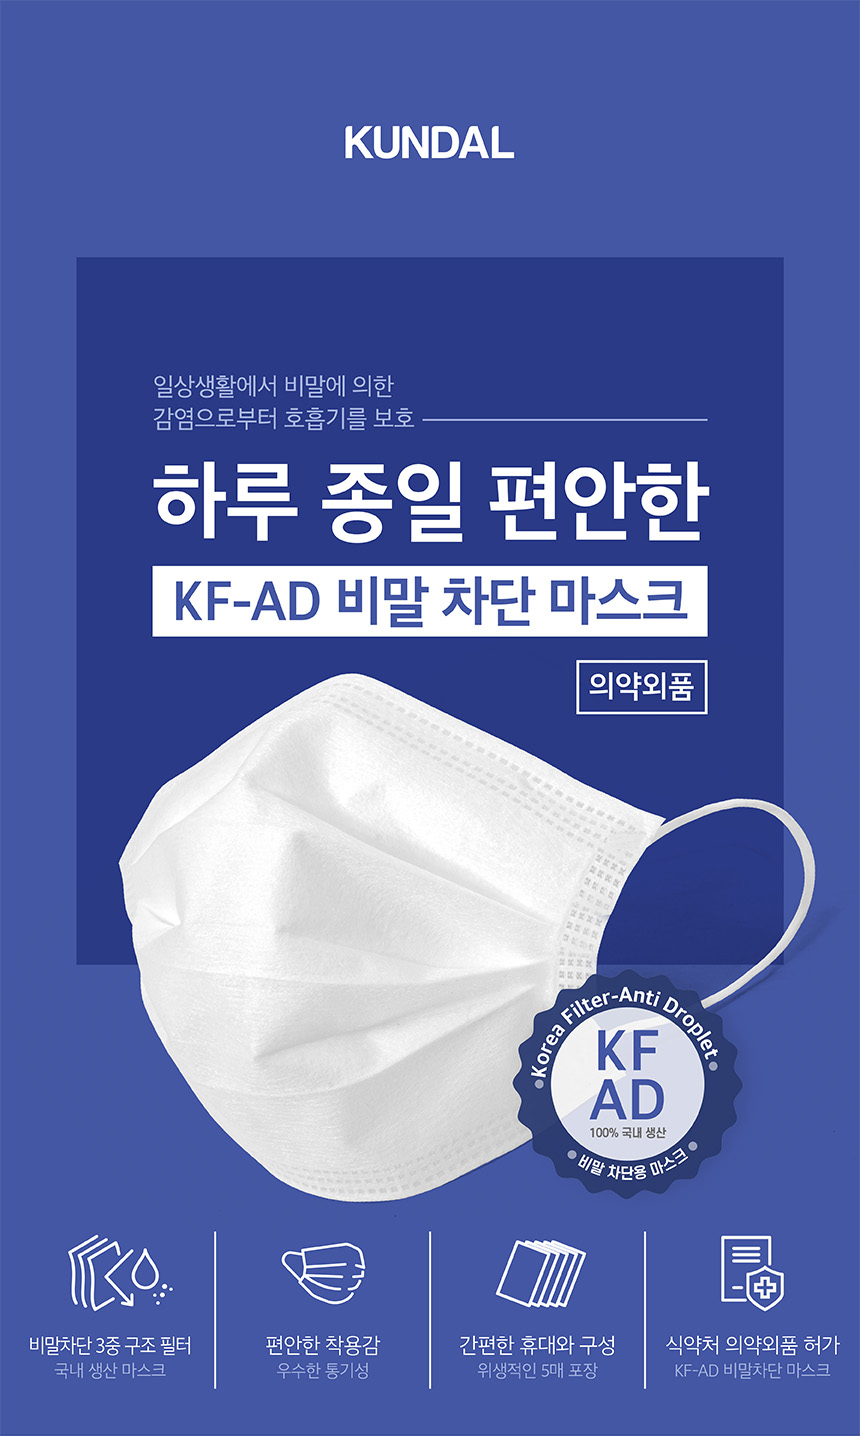 KUNDAL
일상생활에서 비말에 의한
감염으로부터 호흡기를 보호
하루 종일 편안한
KF-AD 비말 차단 마스크
의약외품
Korea Filter-Anti Droplet
KF
AD
100% 국내 생산
비말 차단용 마스크
비말차단 3중 구조 필터
국내 생산 마스크
편안한 착용감
우수한 통기성
간편한 휴대와 구성
위생적인 5매 포장
식약처 의약외품 허가
KF-AD 비말차단 마스크